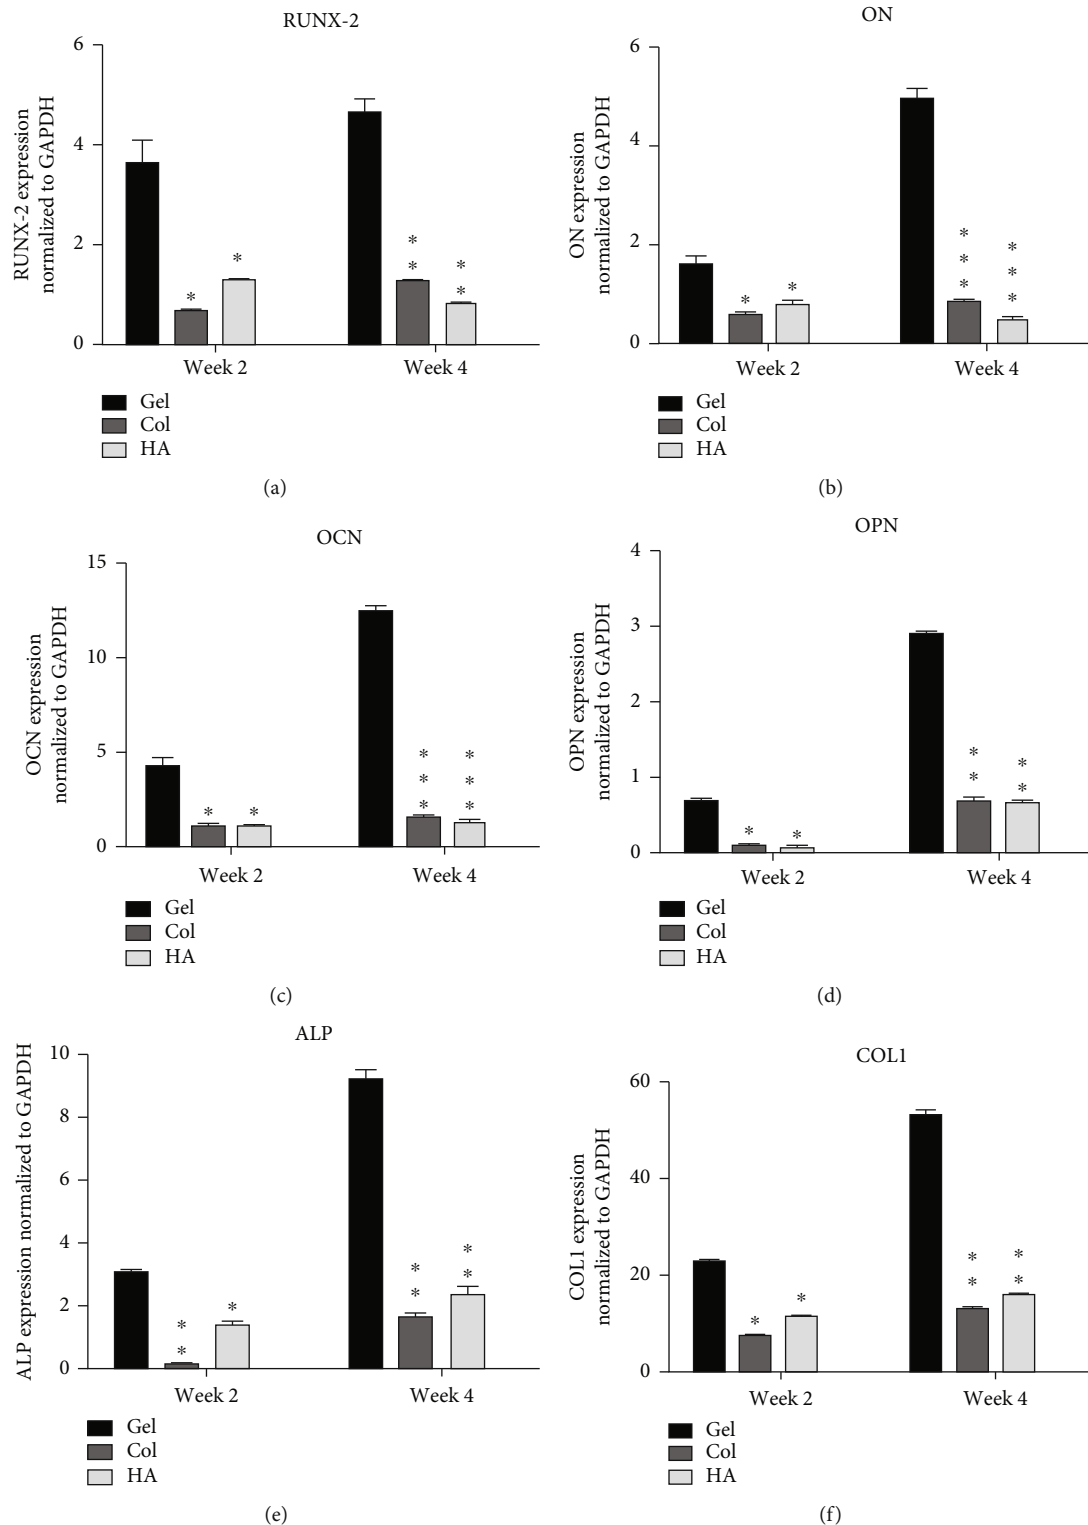 RUNX-2
RUNX-2 expression
normalized to GAPDH
6
4
2
0
*
*
* *
* *
Week 2
Week 4
Gel
Col
HA
(a)
ON
ON expression
normalized to GAPDH
6
4
2
0
*
*
* * *
* * *
Week 2
Week 4
Gel
Col
HA
(b)
OCN
OCN expression
normalized to GAPDH
15
10
5
0
*
*
* * *
* * *
Week 2
Week 4
Gel
Col
HA
(c)
OPN
OPN expression
normalized to GAPDH
4
3
2
1
0
*
*
* *
* *
Week 2
Week 4
Gel
Col
HA
(d)
ALP
ALP expression normalized to GAPDH
10
8
6
4
2
0
* *
*
* *
* *
Week 2
Week 4
Gel
Col
HA
(e)
COL1
COL1 expression
normalized to GAPDH
60
40
20
0
*
*
* *
* *
Week 2
Week 4
Gel
Col
HA
(f)